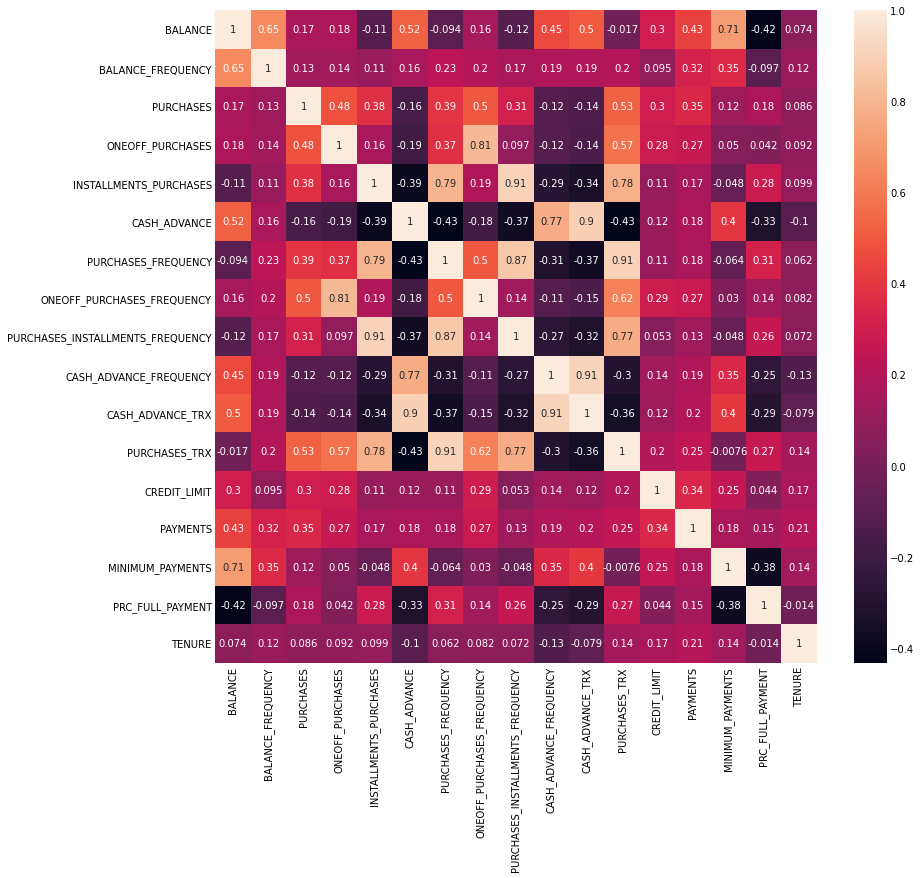 BALANCE 1 0.65 0.17 0.18 -0.11 0.52 -0.094 0.16 -0.12 0.45 0.5 -0.017 0.3 0.43 0.71 -0.42 0.074
BALANCE_FREQUENCY 0.65 1 0.13 0.14 0.11 0.16 0.23 0.2 0.17 0.19 0.19 0.2 0.095 0.32 0.35 -0.097 0.12
PURCHASES 0.17 0.13 1 0.48 0.38 -0.16 0.39 0.5 0.31 -0.12 -0.14 0.53 0.3 0.35 0.12 0.18 0.086
ONEOFF_PURCHASES 0.18 0.14 0.48 1 0.16 -0.19 0.37 0.81 0.097 -0.12 -0.14 0.57 0.28 0.27 0.05 0.042 0.092
INSTALLMENTS_PURCHASES -0.11 0.11 0.38 0.16 1 -0.39 0.79 0.19 0.91 -0.29 -0.34 0.78 0.11 0.17 -0.048 0.28 0.099
CASH_ADVANCE 0.52 0.16 -0.16 -0.19 -0.39 1 -0.43 -0.18 -0.37 0.77 0.9 -0.43 0.12 0.18 0.4 -0.33 -0.1
PURCHASES_FREQUENCY -0.094 0.23 0.39 0.37 0.79 -0.43 1 0.5 0.87 -0.31 -0.37 0.91 0.11 0.18 -0.064 0.31 0.062
ONEOFF_PURCHASES_FREQUENCY 0.16 0.2 0.5 0.81 0.19 -0.18 0.5 1 0.14 -0.11 -0.15 0.62 0.29 0.27 0.03 0.14 0.082
PURCHASES_INSTALLMENTS_FREQUENCY -0.12 0.17 0.31 0.097 0.91 -0.37 0.87 0.14 1 -0.27 -0.32 0.77 0.053 0.13 -0.048 0.26 0.072
CASH_ADVANCE_FREQUENCY 0.45 0.19 -0.12 -0.12 -0.29 0.77 -0.31 -0.11 -0.27 1 0.91 -0.3 0.14 0.19 0.35 -0.25 -0.13
CASH_ADVANCE_TRX 0.5 0.19 -0.14 -0.14 -0.34 0.9 -0.37 -0.15 -0.32 0.91 1 -0.36 0.12 0.2 0.4 -0.29 -0.079
PURCHASES_TRX -0.017 0.2 0.53 0.57 0.78 -0.43 0.91 0.62 0.77 -0.3 -0.36 1 0.2 0.25 -0.0076 0.27 0.14
CREDIT_LIMIT 0.3 0.095 0.3 0.28 0.11 0.12 0.11 0.29 0.053 0.14 0.12 0.2 1 0.34 0.25 0.044 0.17
PAYMENTS 0.43 0.32 0.35 0.27 0.17 0.18 0.18 0.27 0.13 0.19 0.2 0.25 0.34 1 0.18 0.15 0.21
MINIMUM_PAYMENTS 0.71 0.35 0.12 0.05 -0.048 0.4 -0.064 0.03 -0.048 0.35 0.4 -0.0076 0.25 0.18 1 -0.38 0.14
PRC_FULL_PAYMENT -0.42 -0.097 0.18 0.042 0.28 -0.33 0.31 0.14 0.26 -0.25 -0.29 0.27 0.044 0.15 -0.38 1 -0.014
TENURE 0.074 0.12 0.086 0.092 0.099 -0.1 0.062 0.082 0.072 -0.13 -0.079 0.14 0.17 0.21 0.14 -0.014 1
BALANCE
BALANCE_FREQUENCY
PURCHASES
ONEOFF_PURCHASES
INSTALLMENTS_PURCHASES
CASH_ADVANCE
PURCHASES_FREQUENCY
ONEOFF_PURCHASES_FREQUENCY
PURCHASES_INSTALLMENTS_FREQUENCY
CASH_ADVANCE_FREQUENCY
CASH_ADVANCE_TRX
PURCHASES_TRX
CREDIT_LIMIT
PAYMENTS
MINIMUM_PAYMENTS
PRC_FULL_PAYMENT
TENURE
1.0
0.8
0.6
0.4
0.2
0.0
−0.2
−0.4